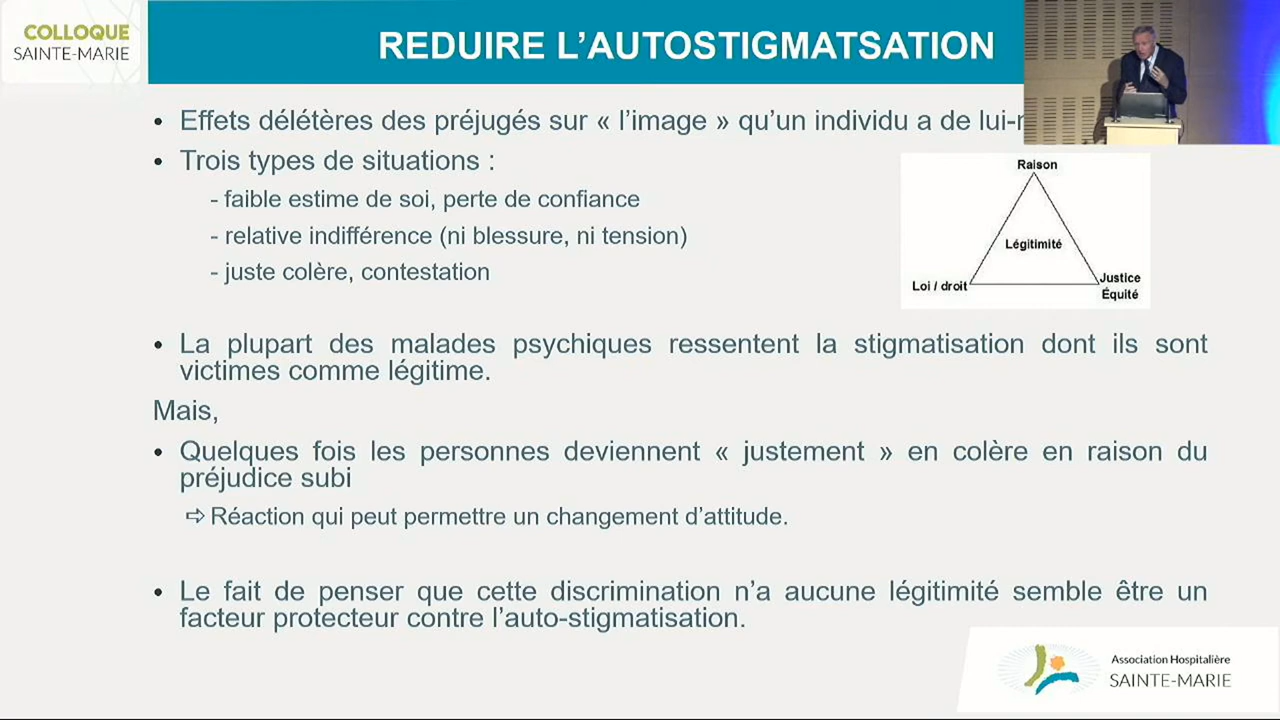 COLLOQUE
SAINTE-MARIE
REDUIRE L’AUTOSTIGMATSATION
• Effets délétères des préjugés sur « l’image » qu’un individu a de
• Trois types de situations :
- faible estime de soi, perte de confiance
- relative indifférence (ni blessure, ni tension)
- juste colère, contestation
Raison
Légitimité
Loi / droit
Justice
Équité
• La plupart des malades psychiques ressentent la stigmatisation dont ils sont
victimes comme légitime.
Mais,
• Quelques fois les personnes deviennent « justement » en colère en raison du
préjudice subi
⇨ Réaction qui peut permettre un changement d’attitude.
• Le fait de penser que cette discrimination n’a aucune légitimité semble être un
facteur protecteur contre l’auto-stigmatisation.
Association Hospitalière
SAINTE-MARIE